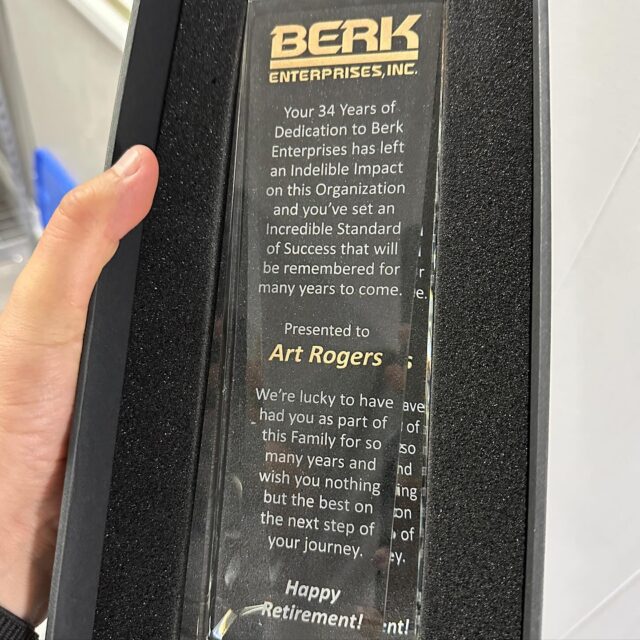 BERK
ENTERPRISES, INC.
Your 34 Years of
Dedication to Berk
Enterprises has left
an Indelible Impact
on this Organization
and you've set an
Incredible Standard
of Success that will
be remembered for
many years to come.
Presented to
Art Rogers
We're lucky to have
had you as part of
this Family for so
many years and
wish you nothing
but the best on
the next step of
your journey.
Happy
Retirement!